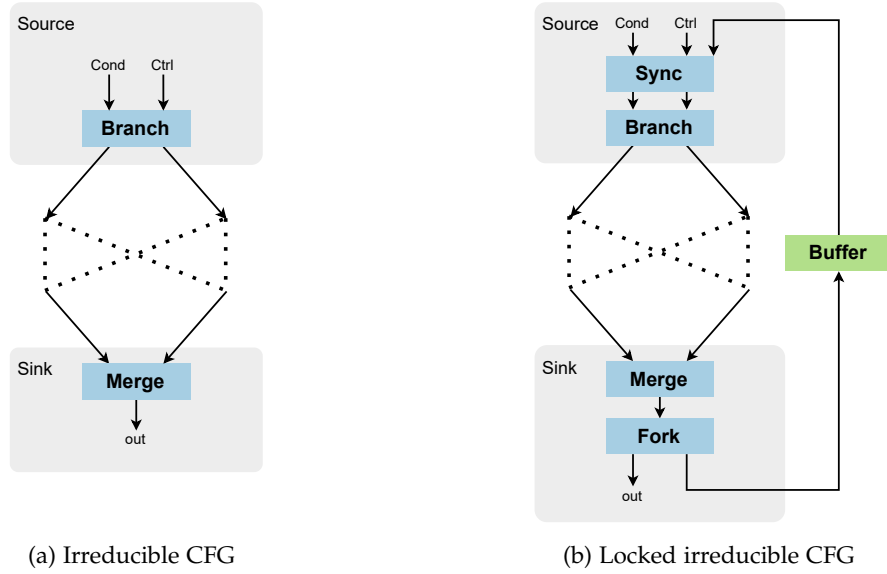 Source
Cond Ctrl
Branch
Sink
Merge
out
(a) Irreducible CFG
Source
Cond Ctrl
Sync
Branch
Buffer
Sink
Merge
Fork
out
(b) Locked irreducible CFG